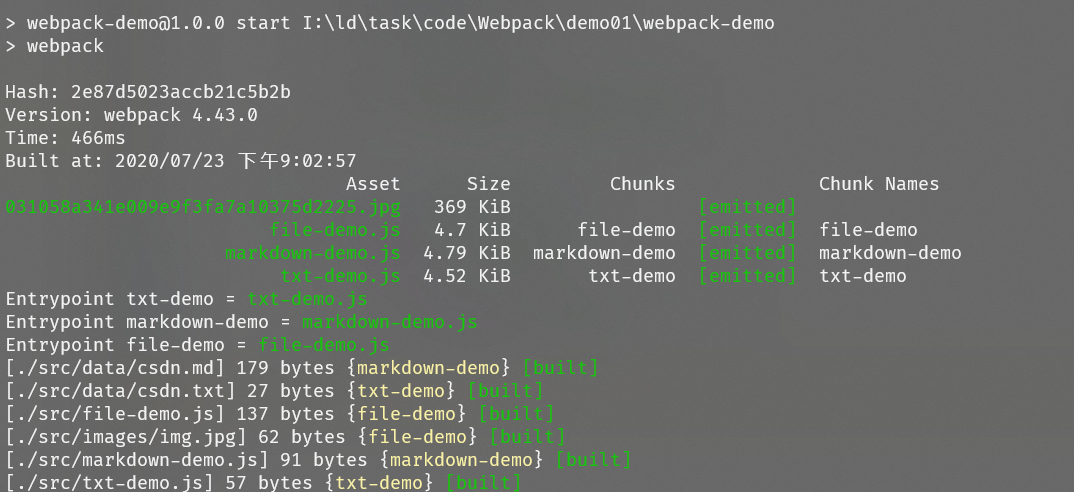 > webpack-demo@1.0.0 start I:\ld\task\code\Webpack\demo01\webpack-demo
> webpack
Hash: 2e87d5023accb21c5b2b
Version: webpack 4.43.0
Time: 466ms
Built at: 2020/07/23 下午9:02:57
Asset Size Chunks Chunk Names
031058a341e009e9f3fa7a10375d2225.jpg 369 KiB [emitted]
file-demo.js 4.7 KiB file-demo [emitted] file-demo
markdown-demo.js 4.79 KiB markdown-demo [emitted] markdown-demo
txt-demo.js 4.52 KiB txt-demo [emitted] txt-demo
Entrypoint txt-demo = txt-demo.js
Entrypoint markdown-demo = markdown-demo.js
Entrypoint file-demo = file-demo.js
[./src/data/csdn.md] 179 bytes {markdown-demo} [built]
[./src/data/csdn.txt] 27 bytes {txt-demo} [built]
[./src/file-demo.js] 137 bytes {file-demo} [built]
[./src/images/img.jpg] 62 bytes {file-demo} [built]
[./src/markdown-demo.js] 91 bytes {markdown-demo} [built]
[./src/txt-demo.js] 57 bytes {txt-demo} [built]